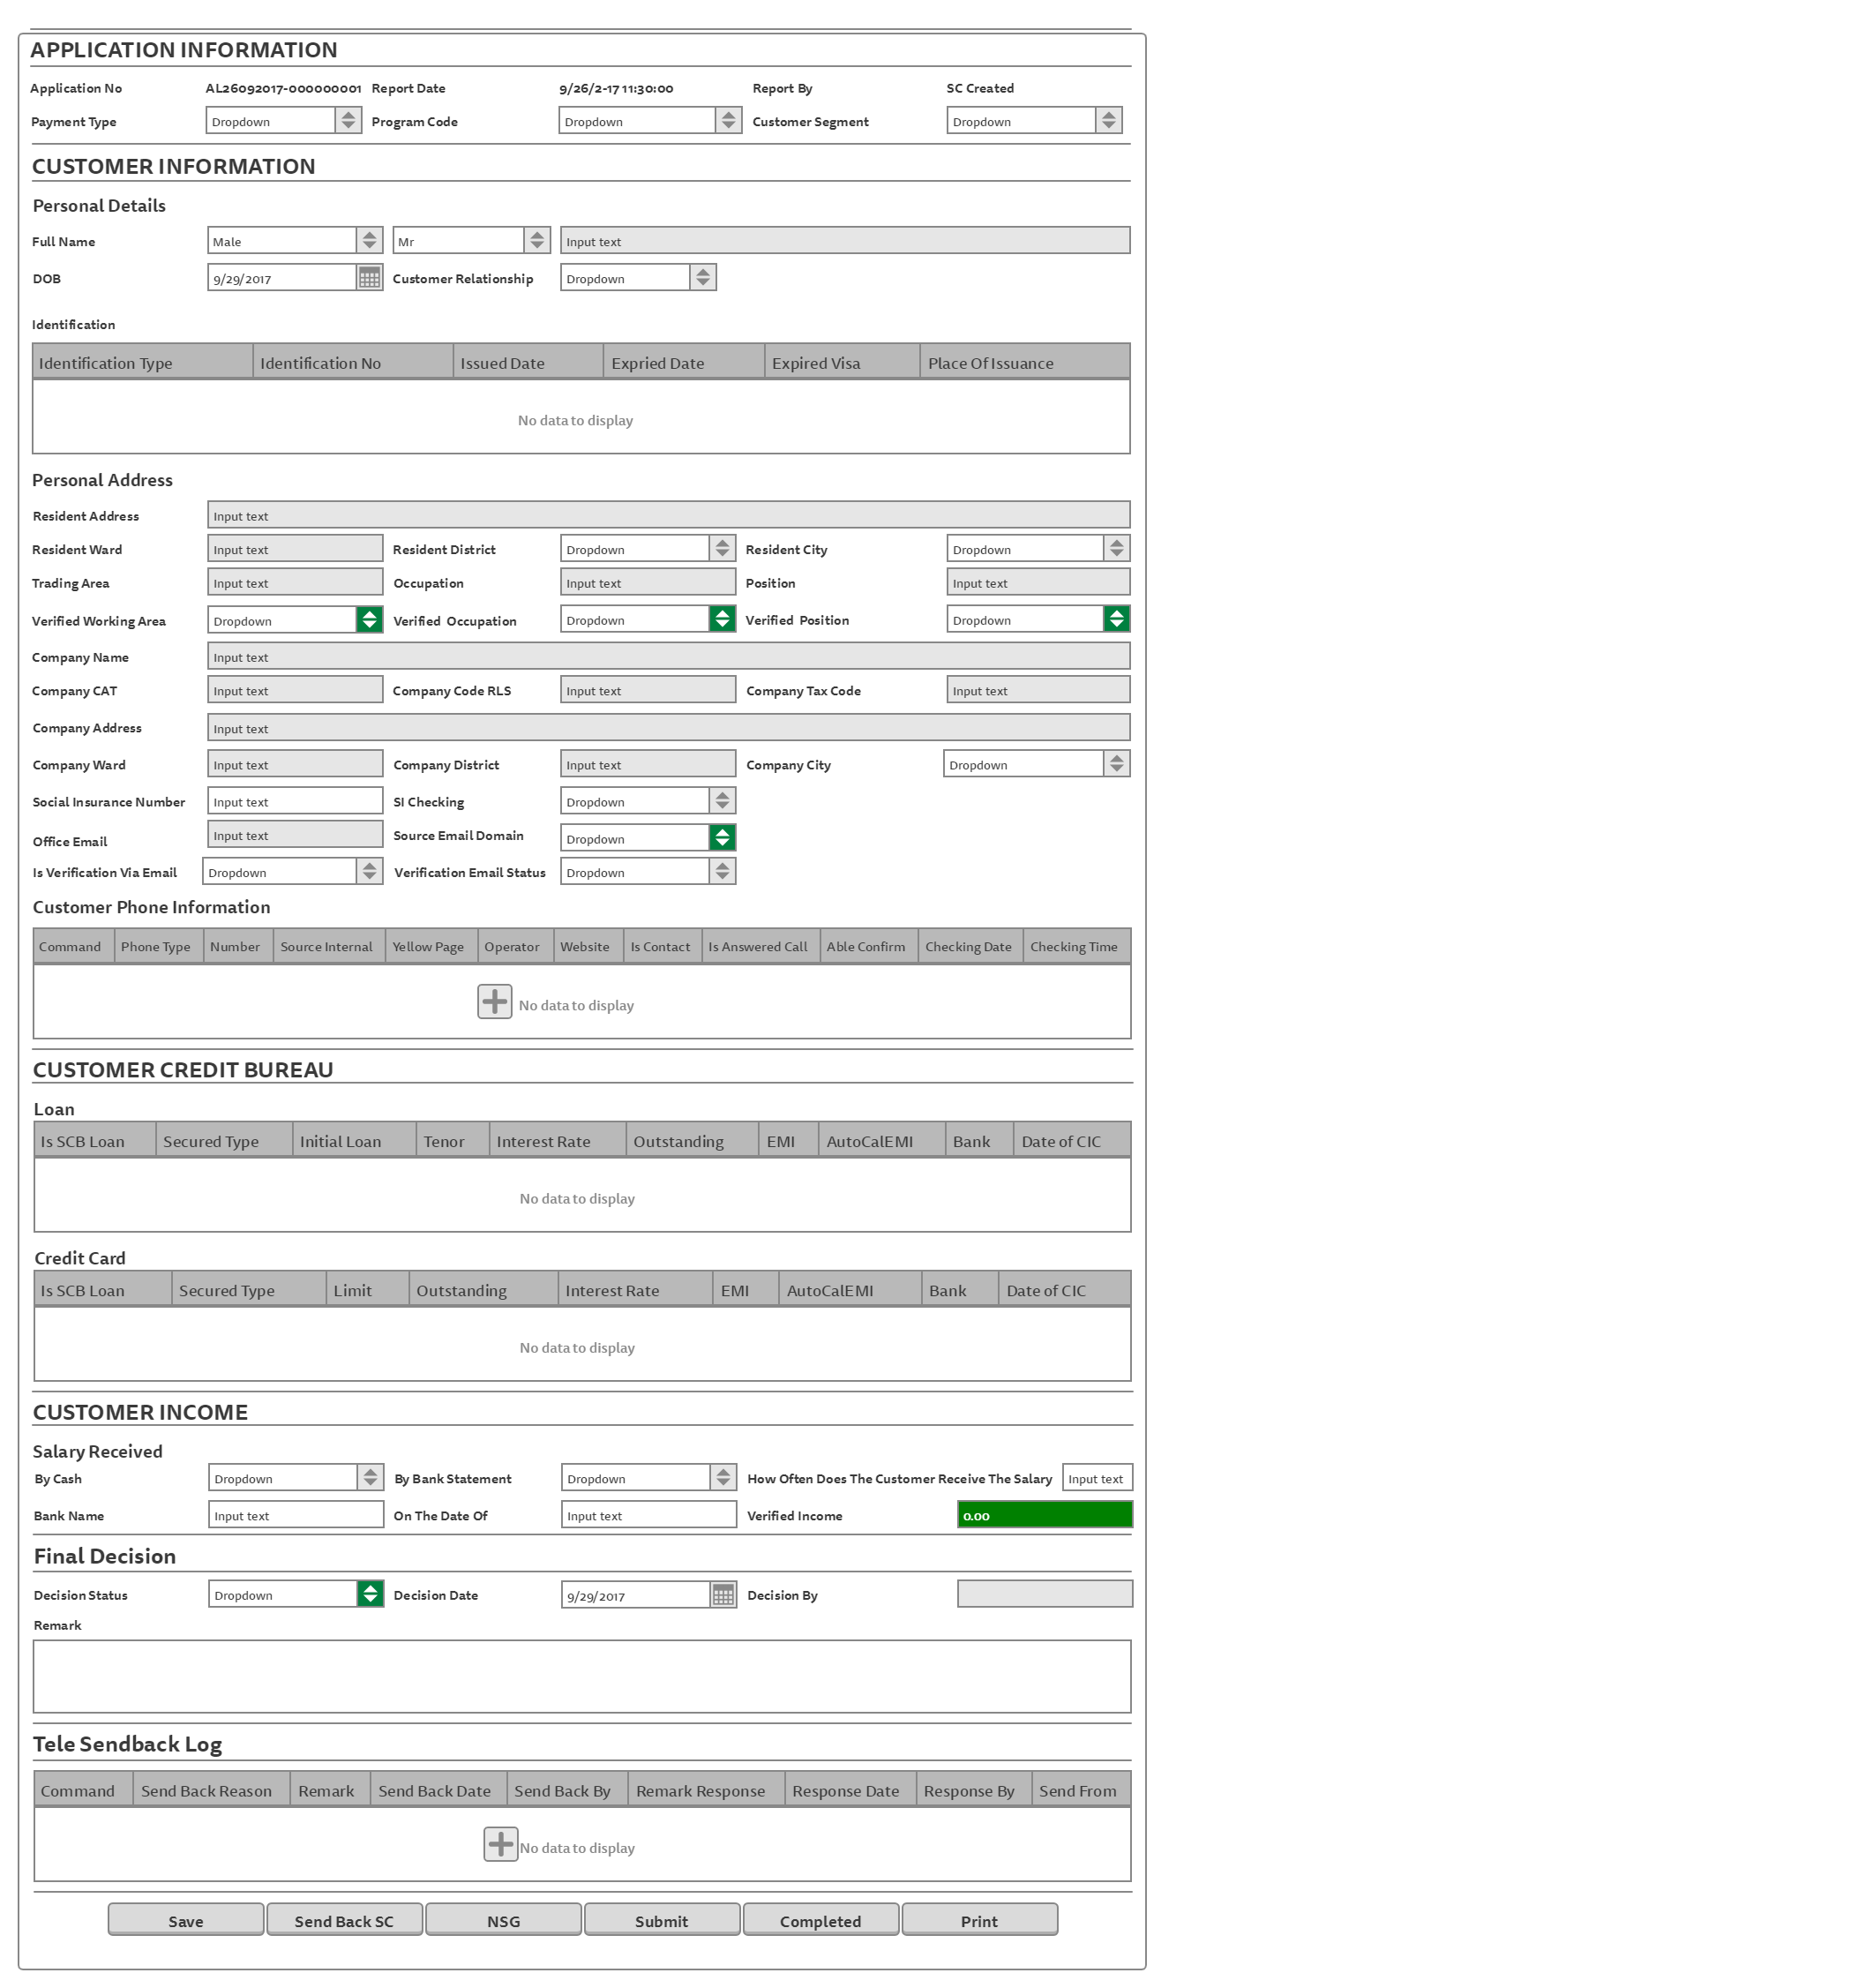 APPLICATION INFORMATION
Application No AL26092017-000000001 Report Date 9/26/2-17 11:30:00 Report By SC Created
Payment Type Dropdown Program Code Dropdown Customer Segment Dropdown
CUSTOMER INFORMATION
Personal Details
Full Name Male Mr Input text
DOB 9/29/2017 Customer Relationship Dropdown
Identification
Identification Type Identification No Issued Date Expried Date Expired Visa Place Of Issuance
No data to display
Personal Address
Resident Address Input text
Resident Ward Input text Resident District Dropdown Resident City Dropdown
Trading Area Input text Occupation Input text Position Input text
Verified Working Area Dropdown Verified Occupation Dropdown Verified Position Dropdown
Company Name Input text
Company CAT Input text Company Code RLS Input text Company Tax Code Input text
Company Address Input text
Company Ward Input text Company District Input text Company City Dropdown
Social Insurance Number Input text SI Checking Dropdown
Office Email Input text Source Email Domain Dropdown
Is Verification Via Email Dropdown Verification Email Status Dropdown
Customer Phone Information
Command Phone Type Number Source Internal Yellow Page Operator Website Is Contact Is Answered Call Able Confirm Checking Date Checking Time
No data to display
CUSTOMER CREDIT BUREAU
Loan
Is SCB Loan Secured Type Initial Loan Tenor Interest Rate Outstanding EMI AutoCalEMI Bank Date of CIC
No data to display
Credit Card
Is SCB Loan Secured Type Limit Outstanding Interest Rate EMI AutoCalEMI Bank Date of CIC
No data to display
CUSTOMER INCOME
Salary Received
By Cash Dropdown By Bank Statement Dropdown How Often Does The Customer Receive The Salary Input text
Bank Name Input text On The Date Of Input text Verified Income 0.00
Final Decision
Decision Status Dropdown Decision Date 9/29/2017 Decision By
Remark
Tele Sendback Log
Command Send Back Reason Remark Send Back Date Send Back By Remark Response Response Date Response By Send From
No data to display
Save Send Back SC NSG Submit Completed Print